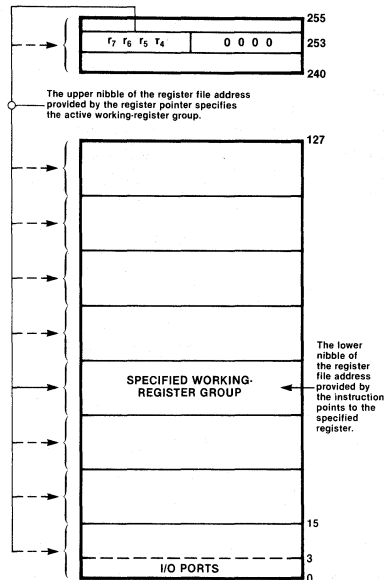 255
r7 r6 r5 r4
0 0 0 0
253
240
The upper nibble of the register file address
provided by the register pointer specifies
the active working-register group.
127
SPECIFIED WORKING-
REGISTER GROUP
The lower
nibble of
the register
file address
provided by
the instruction
points to the
specified
register.
15
3
I/O PORTS
0